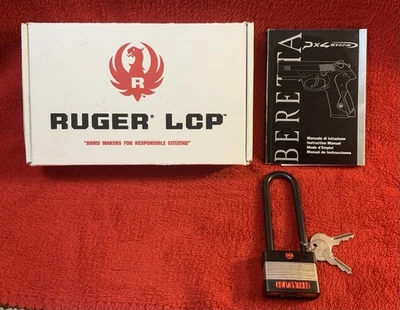 R
RUGER® LCP™
"ARMS MAKERS FOR RESPONSIBLE CITIZENS"
BERETTA
Px4 Storm
Manuale di Istruzione
Instruction Manual
Mode d'Emploi
Manual de Instrucciones